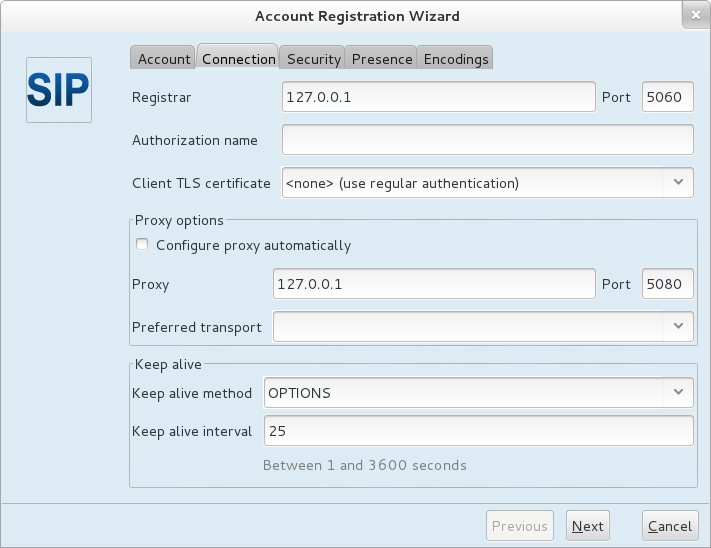 Account Registration Wizard
SIP
Account Connection Security Presence Encodings
Registrar 127.0.0.1 Port 5060
Authorization name
Client TLS certificate <none> (use regular authentication)
Proxy options
Configure proxy automatically
Proxy 127.0.0.1 Port 5080
Preferred transport
Keep alive
Keep alive method OPTIONS
Keep alive interval 25
Between 1 and 3600 seconds
Previous Next Cancel